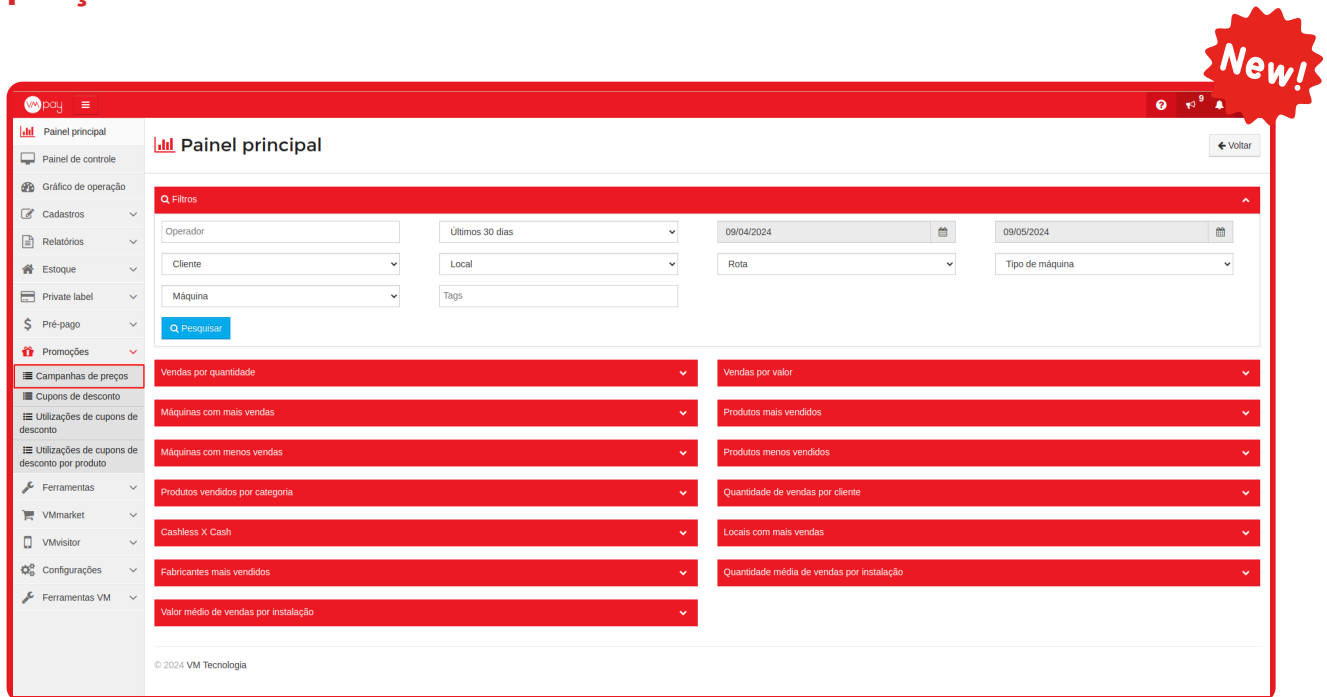 New!
VM pay
9
Painel principal
Painel de controle
Gráfico de operação
Cadastros
Relatórios
Estoque
Private label
Pré-pago
Promoções
Campanhas de preços
Cupons de desconto
Utilizações de cupons de
desconto
Utilizações de cupons de
desconto por produto
Ferramentas
VMmarket
VMvisitor
Configurações
Ferramentas VM
Painel principal
Voltar
Filtros
Operador
Últimos 30 dias
09/04/2024
09/05/2024
Cliente
Local
Rota
Tipo de máquina
Máquina
Tags
Pesquisar
Vendas por quantidade
Vendas por valor
Máquinas com mais vendas
Produtos mais vendidos
Máquinas com menos vendas
Produtos menos vendidos
Produtos vendidos por categoria
Quantidade de vendas por cliente
Cashless X Cash
Locais com mais vendas
Fabricantes mais vendidos
Quantidade média de vendas por instalação
Valor médio de vendas por instalação
© 2024 VM Tecnologia